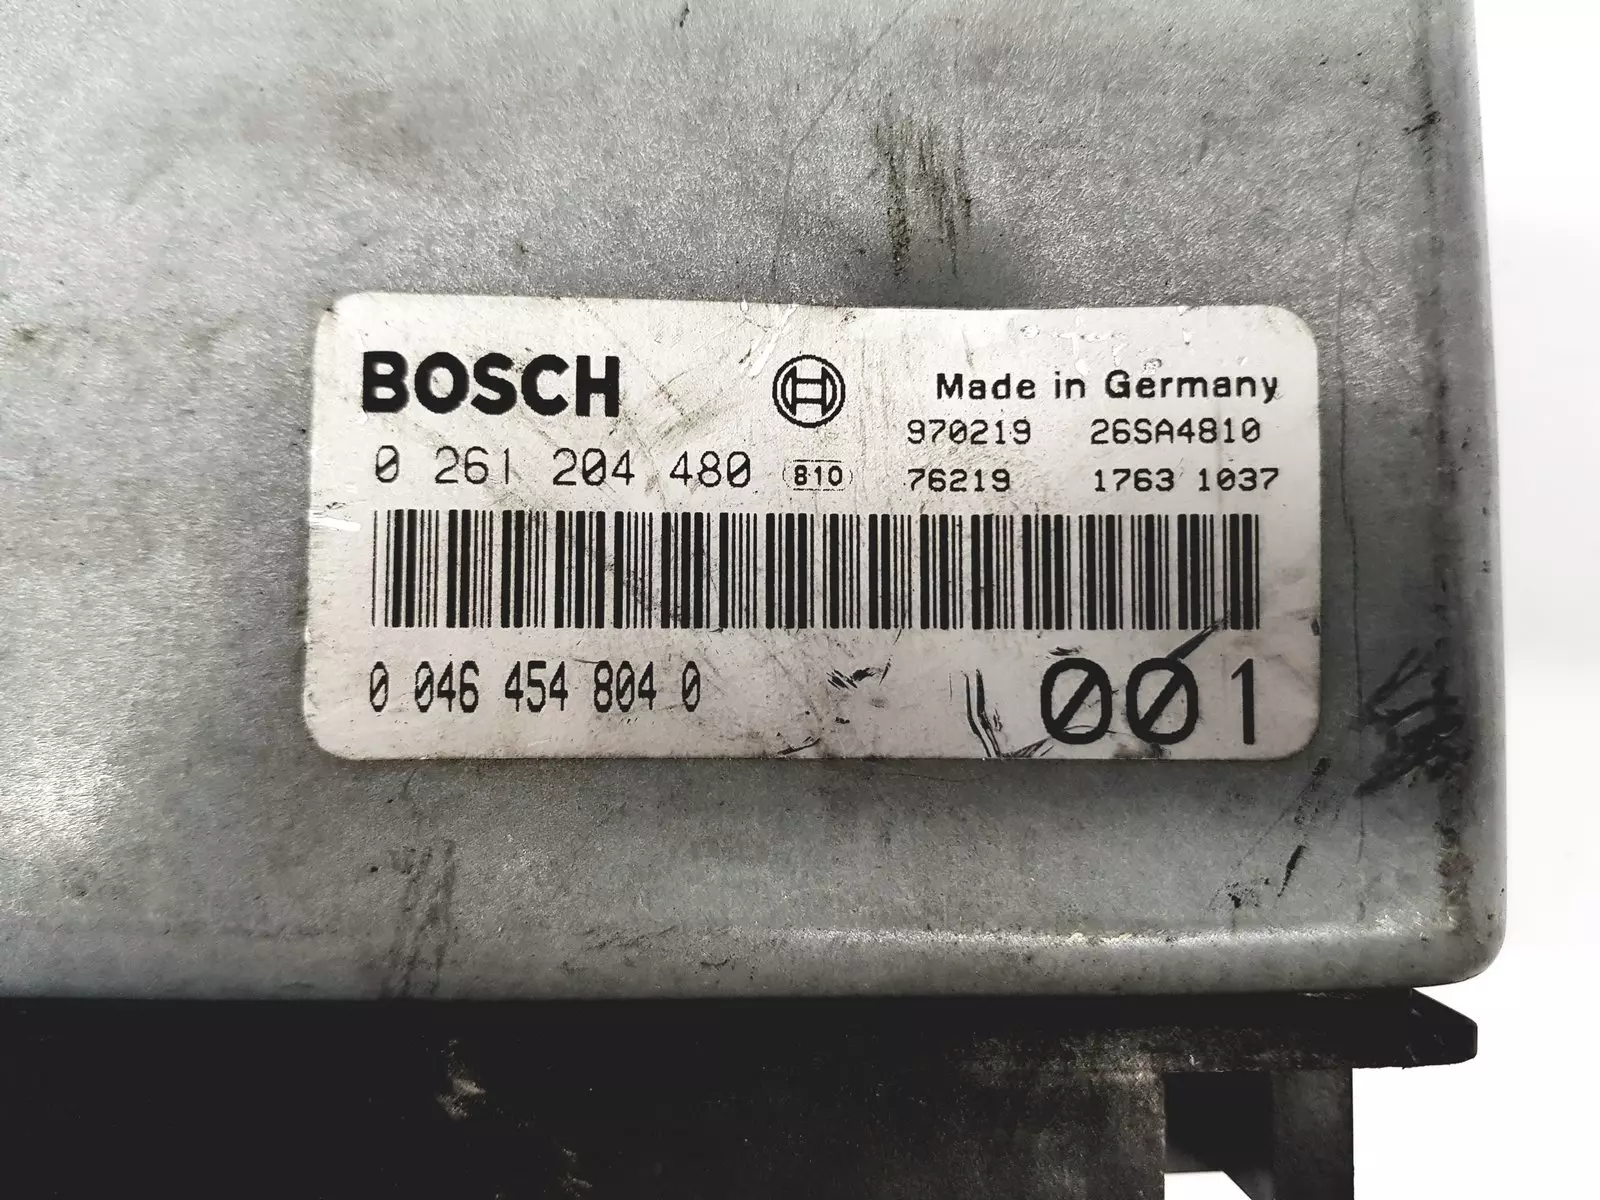 BOSCH
Made in Germany
970219 26SA4810
0 261 204 480 810
76219 1763 1037
0 046 454 804 0
001